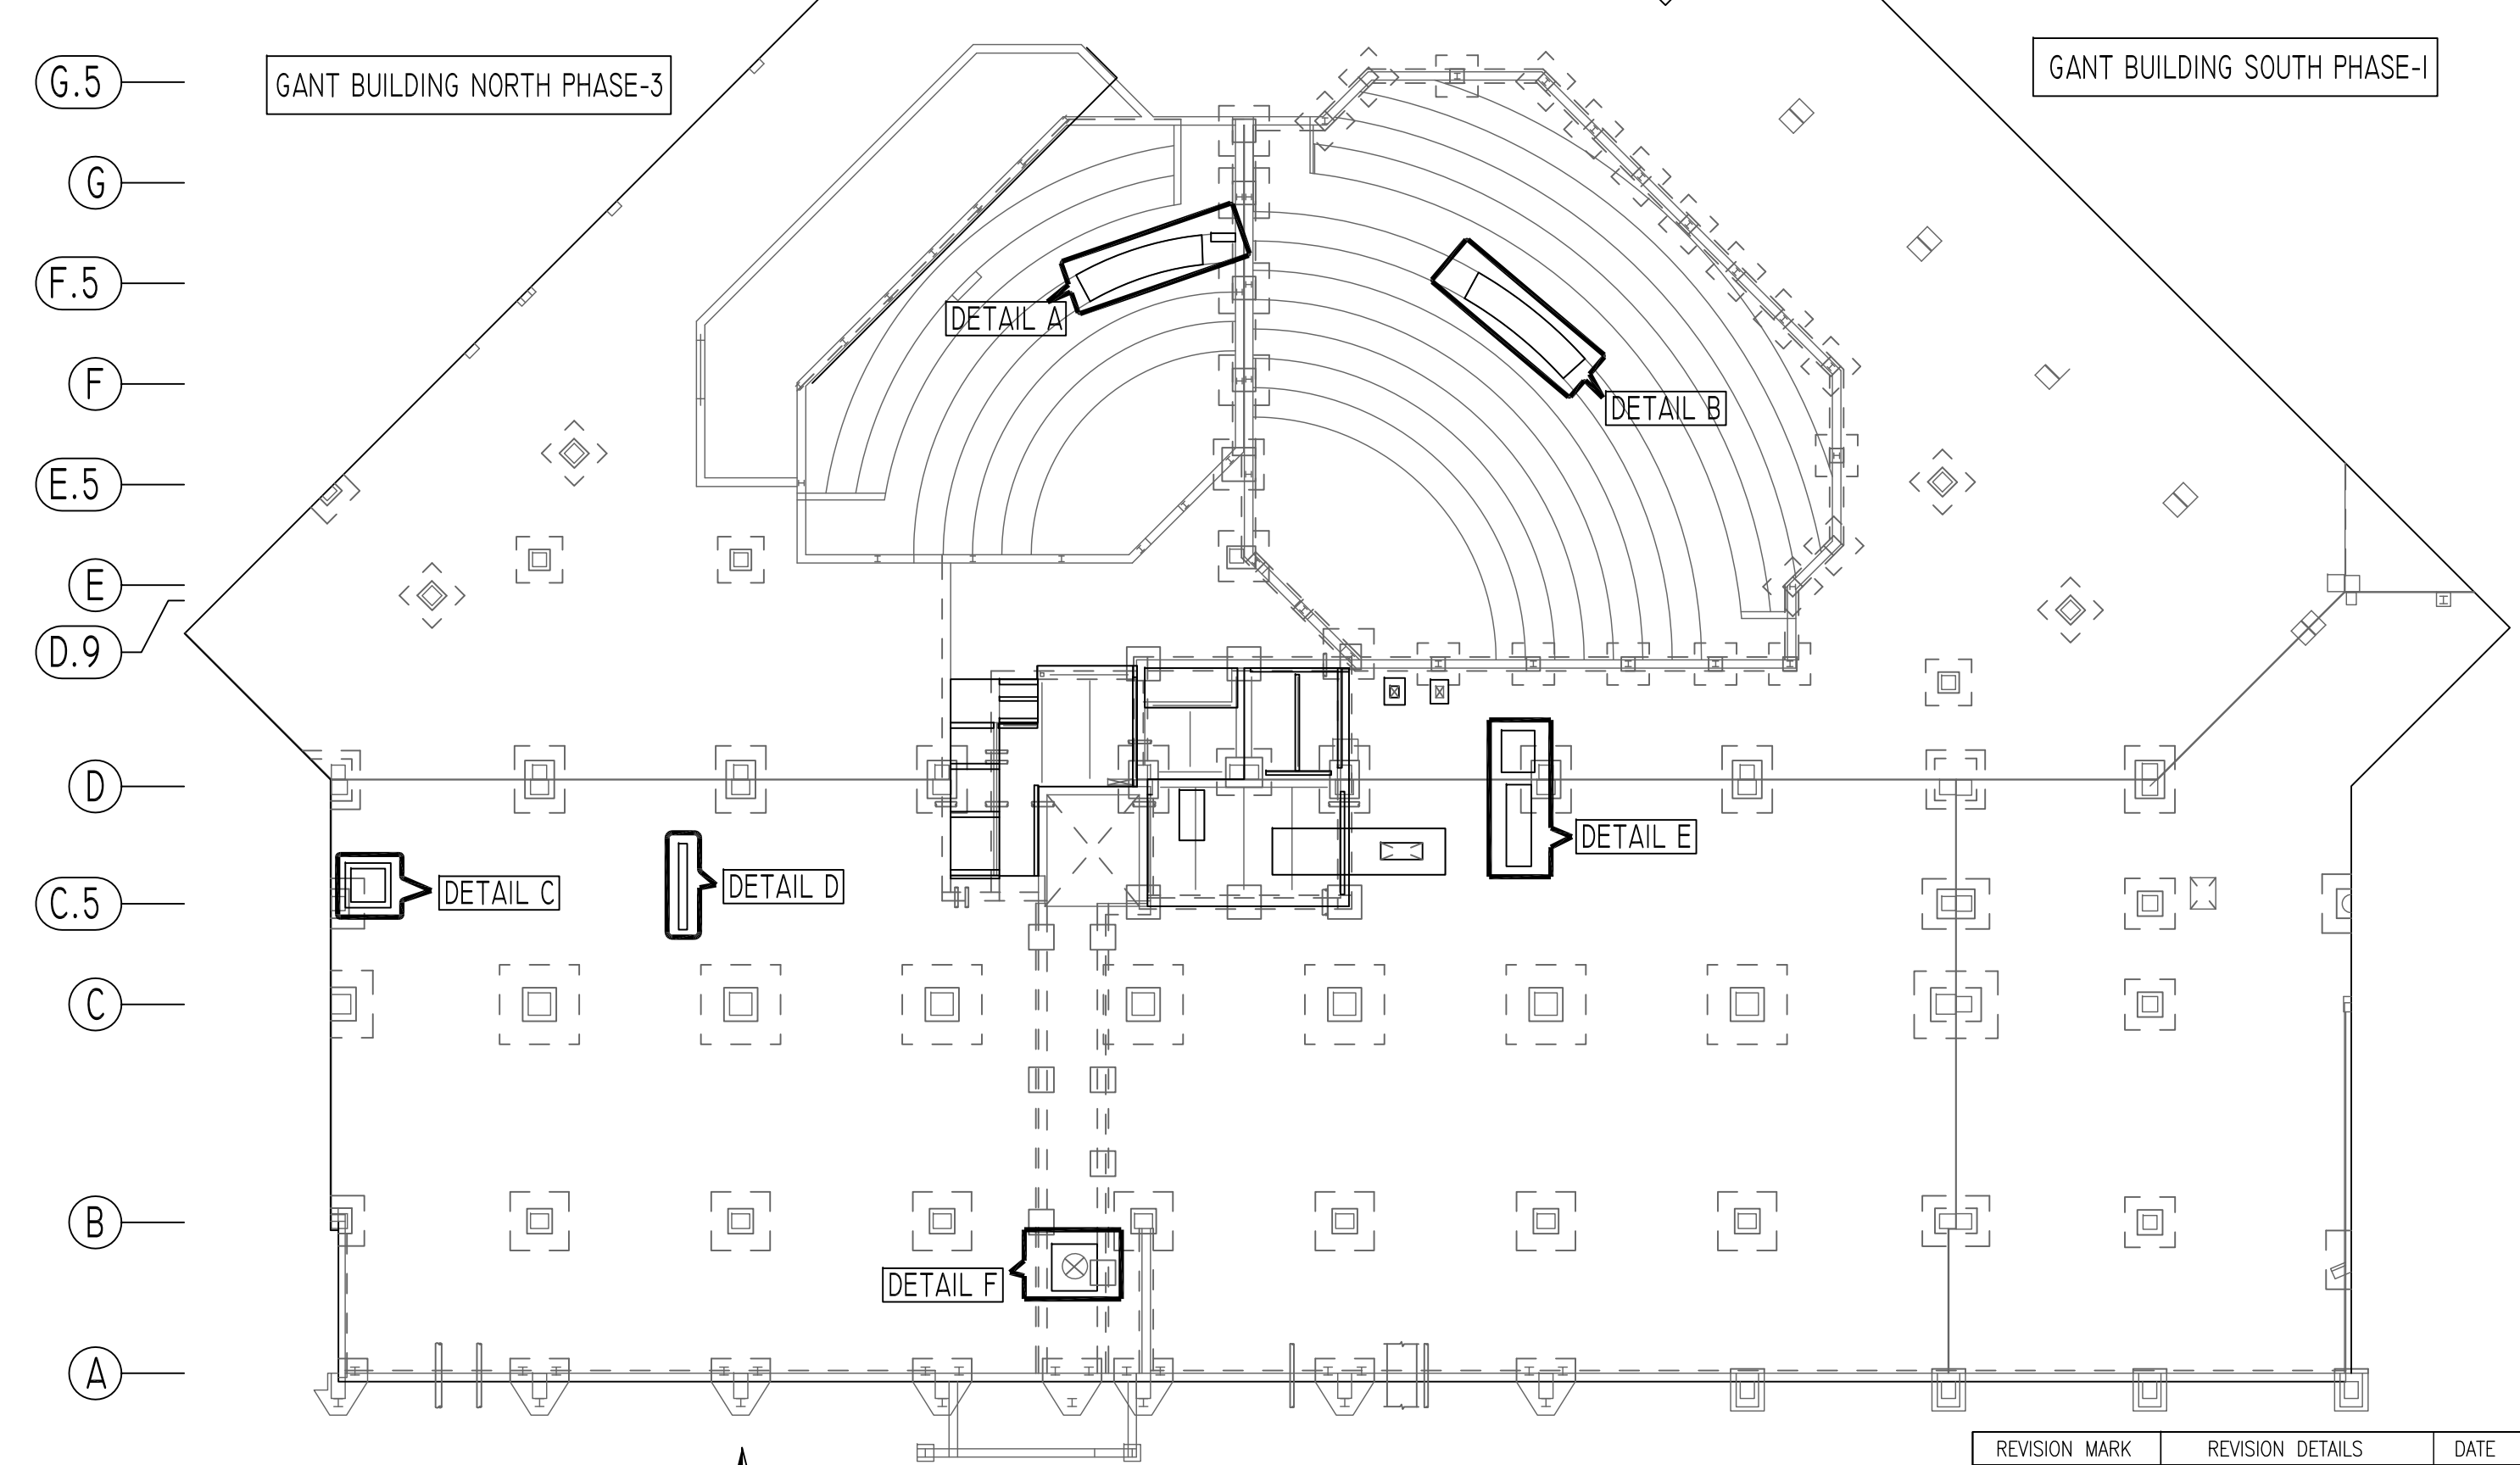 G.5
GANT BUILDING NORTH PHASE-3
GANT BUILDING SOUTH PHASE-1
G
F.5
DETAIL A
F
DETAIL B
E.5
E
D.9
D
DETAIL E
DETAIL C
DETAIL D
C.5
C
B
DETAIL F
A
REVISION MARK
REVISION DETAILS
DATE